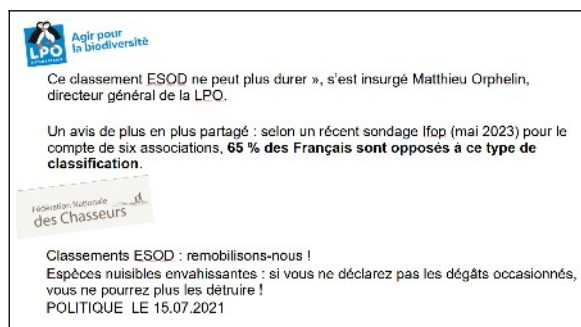 LPO
Agir pour
la biodiversité
Ce classement ESOD ne peut plus durer », s'est insurgé Matthieu Orphelin,
directeur général de la LPO.
Un avis de plus en plus partagé : selon un récent sondage Ifop (mai 2023) pour le
compte de six associations, 65 % des Français sont opposés à ce type de
classification.
Fédération Nationale
des Chasseurs
Classements ESOD : remobilisons-nous !
Espèces nuisibles envahissantes : si vous ne déclarez pas les dégâts occasionnés,
vous ne pourrez plus les détruire !
POLITIQUE LE 15.07.2021